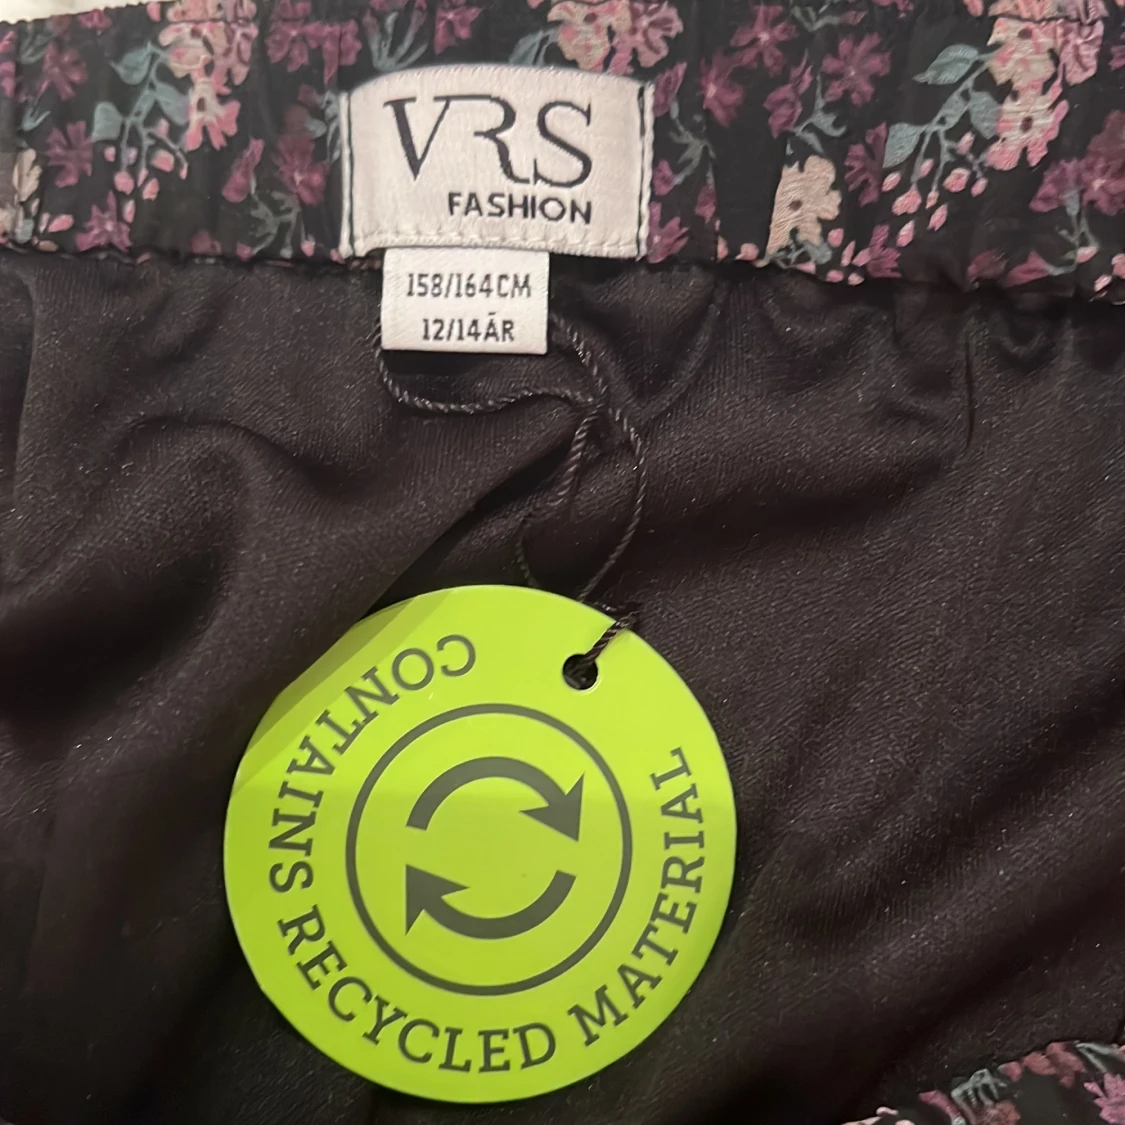 VRS
FASHION
158/164CM
12/14ÅR
CONTAINS RECYCLED MATERIAL